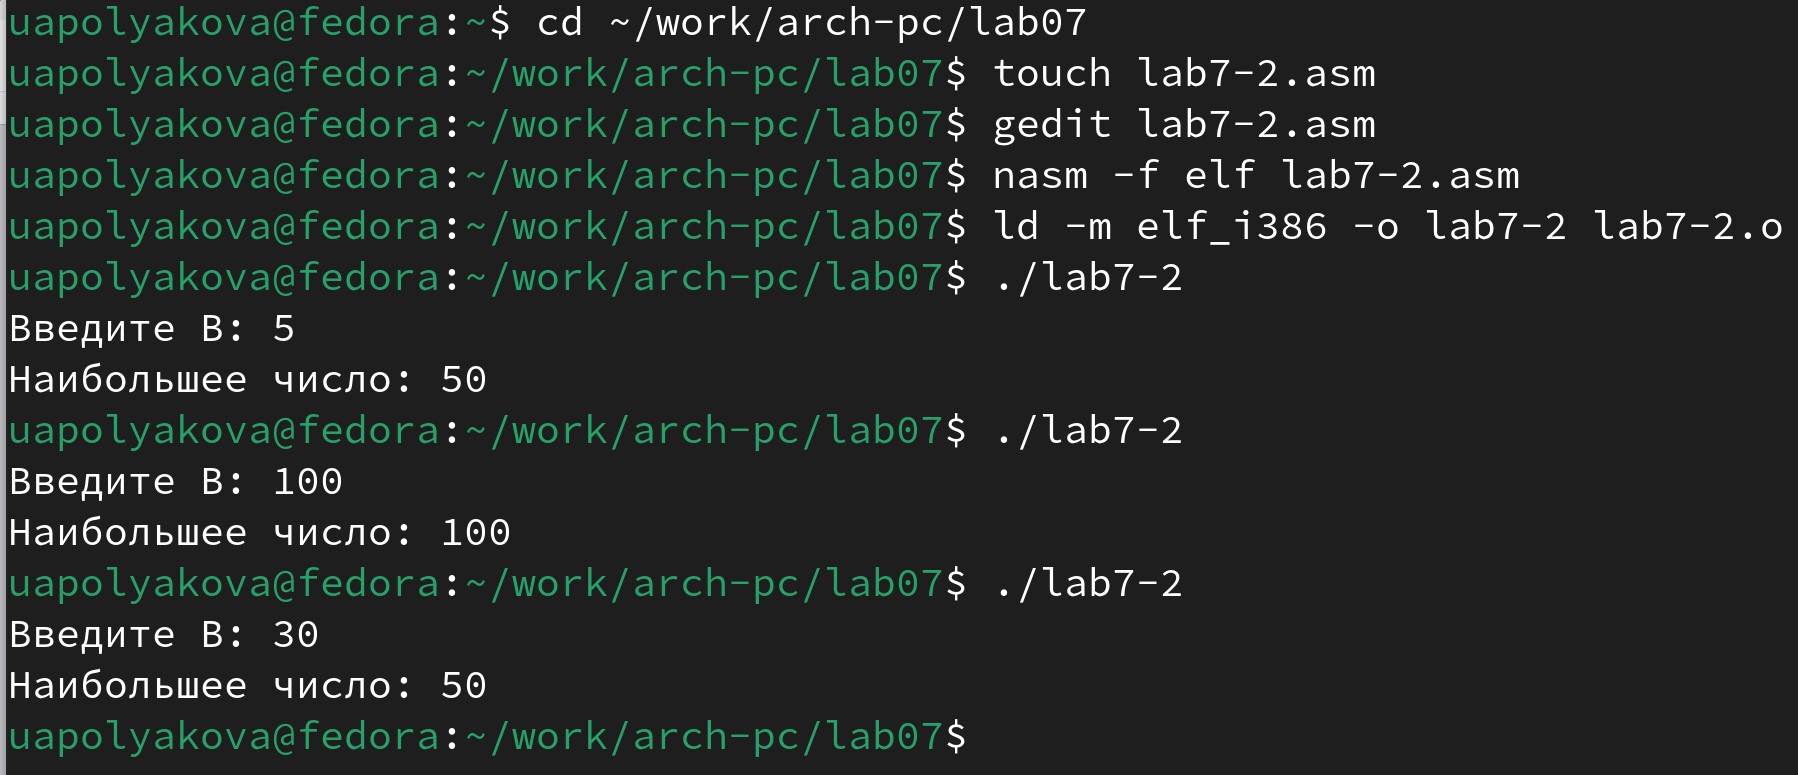 uapolyakova@fedora:~$ cd ~/work/arch-pc/lab07
uapolyakova@fedora:~/work/arch-pc/lab07$ touch lab7-2.asm
uapolyakova@fedora:~/work/arch-pc/lab07$ gedit lab7-2.asm
uapolyakova@fedora:~/work/arch-pc/lab07$ nasm -f elf lab7-2.asm
uapolyakova@fedora:~/work/arch-pc/lab07$ ld -m elf_i386 -o lab7-2 lab7-2.o
uapolyakova@fedora:~/work/arch-pc/lab07$ ./lab7-2
Введите B: 5
Наибольшее число: 50
uapolyakova@fedora:~/work/arch-pc/lab07$ ./lab7-2
Введите B: 100
Наибольшее число: 100
uapolyakova@fedora:~/work/arch-pc/lab07$ ./lab7-2
Введите B: 30
Наибольшее число: 50
uapolyakova@fedora:~/work/arch-pc/lab07$